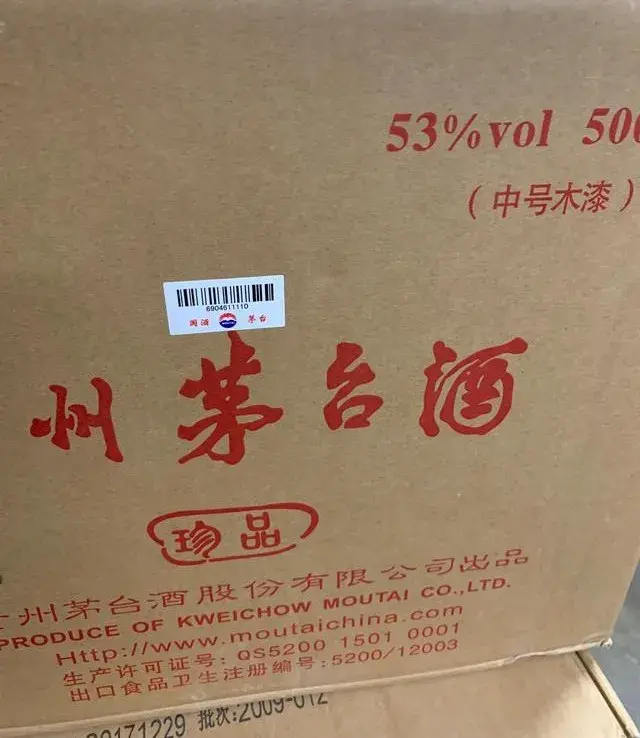 53%vol 500
（中号木漆）
6904611110
国酒 MOUTAI 茅台
州茅台酒
珍品
州茅台酒股份有限公司出品
PRODUCE OF KWEICHOW MOUTAI CO.,LTD.
Http://www.moutaichina.com
生产许可证号: QS5200 1501 0001
出口食品卫生注册编号: 5200/12003
20171229 批次:2009-012